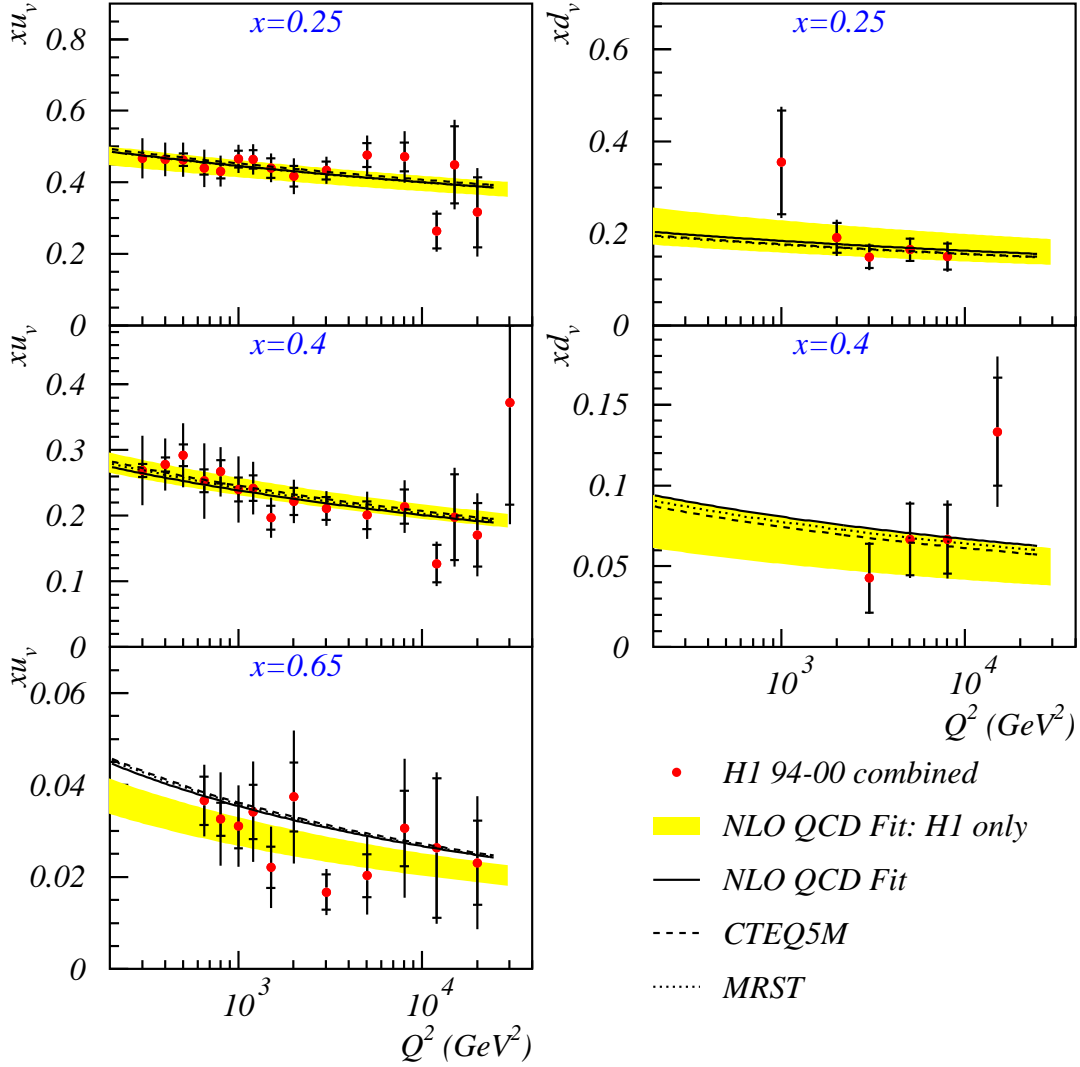 xu_v
x=0.25
0.8
0.6
0.4
0.2
0
xd_v
x=0.25
0.6
0.4
0.2
0
xu_v
x=0.4
0.4
0.3
0.2
0.1
0
xd_v
x=0.4
0.15
0.1
0.05
0
10^3
10^4
Q^2 (GeV^2)
xu_v
x=0.65
0.06
0.04
0.02
0
10^3
10^4
Q^2 (GeV^2)
H1 94-00 combined
NLO QCD Fit: H1 only
NLO QCD Fit
CTEQ5M
MRST